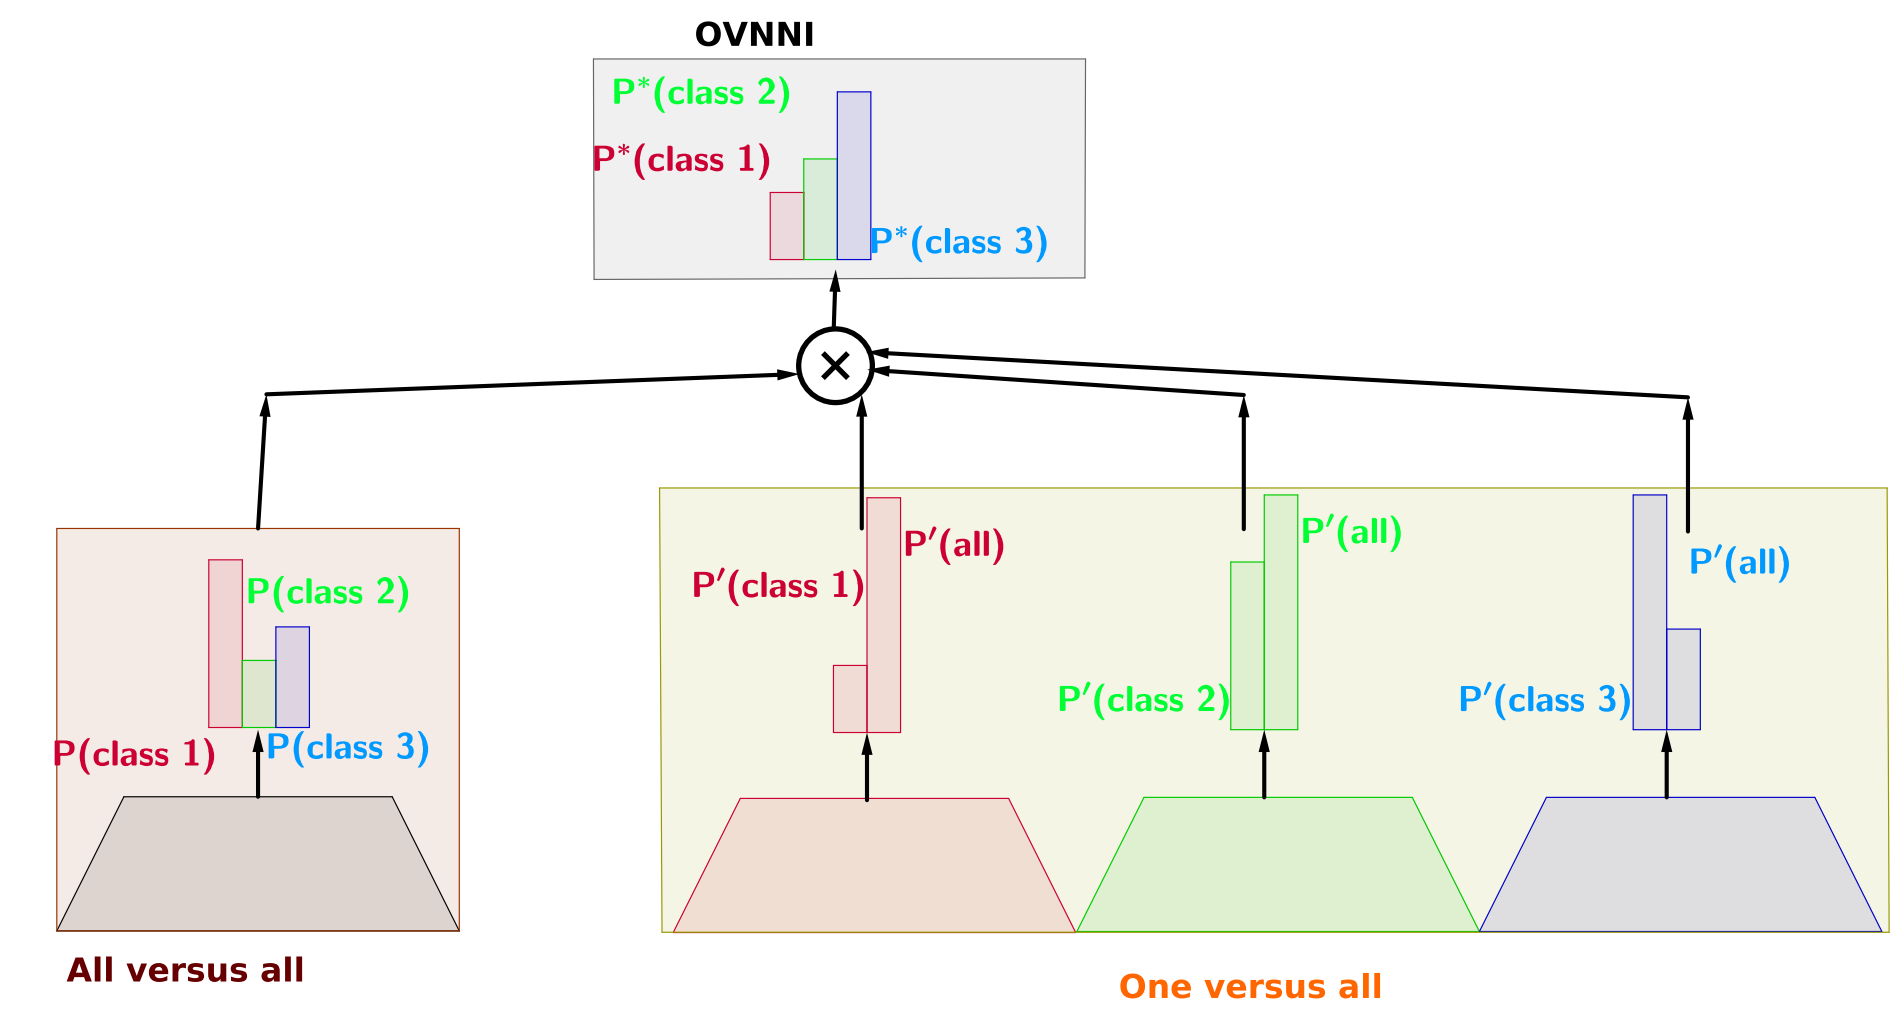 OVNNI
P*(class 2)
P*(class 1)
P*(class 3)
×
P(class 2)
P(class 1)
P(class 3)
P′(all)
P′(class 1)
P′(all)
P′(class 2)
P′(all)
P′(class 3)
All versus all
One versus all